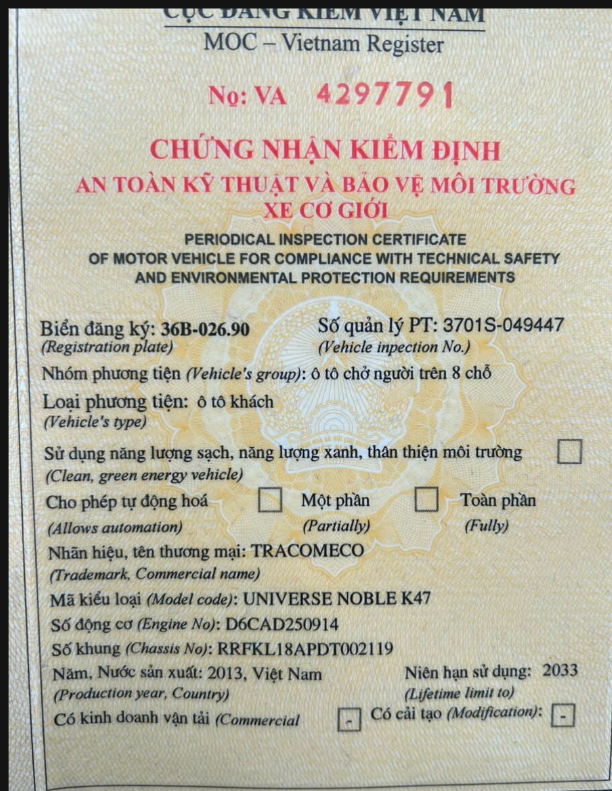 CỤC ĐĂNG KIỂM VIỆT NAM
MOC – Vietnam Register
Nọ: VA 4297791
CHỨNG NHẬN KIỂM ĐỊNH
AN TOÀN KỸ THUẬT VÀ BẢO VỆ MÔI TRƯỜNG
XE CƠ GIỚI
PERIODICAL INSPECTION CERTIFICATE
OF MOTOR VEHICLE FOR COMPLIANCE WITH TECHNICAL SAFETY
AND ENVIRONMENTAL PROTECTION REQUIREMENTS
Biển đăng ký: 36B-026.90 Số quản lý PT: 3701S-049447
(Registration plate) (Vehicle inpection No.)
Nhóm phương tiện (Vehicle's group): ô tô chở người trên 8 chỗ
Loại phương tiện: ô tô khách
(Vehicle's type)
Sử dụng năng lượng sạch, năng lượng xanh, thân thiện môi trường
(Clean, green energy vehicle)
Cho phép tự động hoá Một phần Toàn phần
(Allows automation) (Partially) (Fully)
Nhãn hiệu, tên thương mại: TRACOMECO
(Trademark, Commercial name)
Mã kiểu loại (Model code): UNIVERSE NOBLE K47
Số động cơ (Engine No): D6CAD250914
Số khung (Chassis No): RRFKL18APDT002119
Năm, Nước sản xuất: 2013, Việt Nam Niên hạn sử dụng: 2033
(Production year, Country) (Lifetime limit to)
Có kinh doanh vận tải (Commercial - Có cải tạo (Modification): -